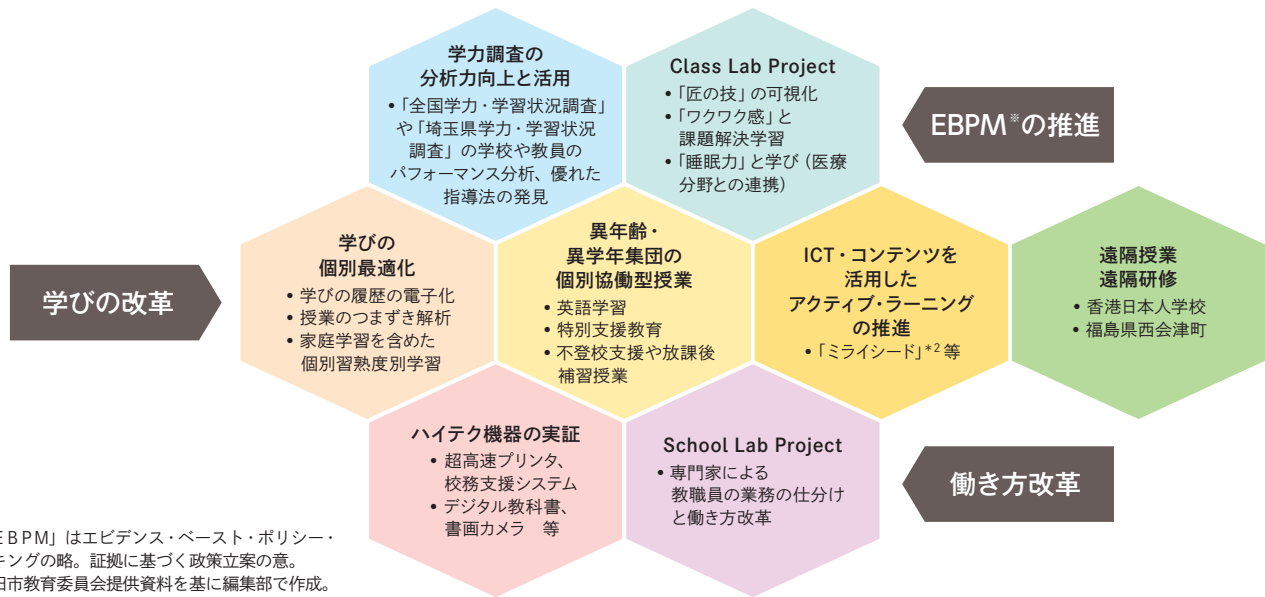 学力調査の
分析力向上と活用
•「全国学力・学習状況調査」
や「埼玉県学力・学習状況
調査」の学校や教員の
パフォーマンス分析、優れた
指導法の発見
Class Lab Project
•「匠の技」の可視化
•「ワクワク感」と
課題解決学習
•「睡眠力」と学び(医療
分野との連携)
EBPM※の推進
学びの改革
学びの
個別最適化
• 学びの履歴の電子化
• 授業のつまずき解析
• 家庭学習を含めた
個別習熟度別学習
異年齢・
異学年集団の
個別協働型授業
• 英語学習
• 特別支援教育
• 不登校支援や放課後
補習授業
ICT・コンテンツを
活用した
アクティブ・ラーニング
の推進
•「ミライシード」*2 等
遠隔授業
遠隔研修
• 香港日本人学校
• 福島県西会津町
ハイテク機器の実証
• 超高速プリンタ、
校務支援システム
• デジタル教科書、
書画カメラ 等
School Lab Project
• 専門家による
教職員の業務の仕分け
と働き方改革
働き方改革
EBPM」はエビデンス・ベースト・ポリシー・
キングの略。証拠に基づく政策立案の意。
田市教育委員会提供資料を基に編集部で作成。